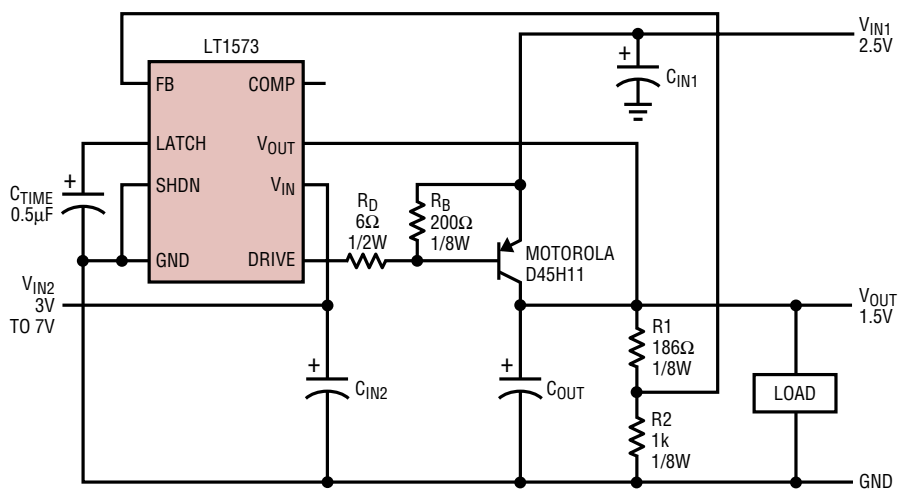 LT1573
FB
COMP
LATCH
VOUT
SHDN
VIN
GND
DRIVE
CTIME
0.5µF
VIN2
3V
TO 7V
RD
6Ω
1/2W
RB
200Ω
1/8W
MOTOROLA
D45H11
VIN1
2.5V
CIN1
+
+
+
+
CIN2
COUT
R1
186Ω
1/8W
R2
1k
1/8W
LOAD
VOUT
1.5V
GND